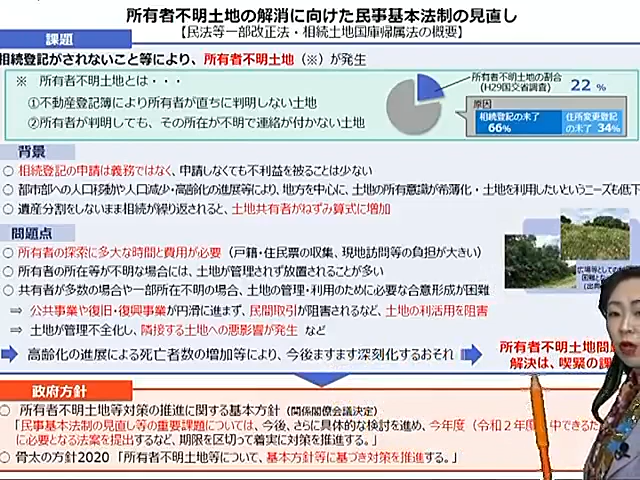 所有者不明土地の解消に向けた民事基本法制の見直し
【民法等一部改正法・相続土地国庫帰属法の概要】
課題
相続登記がされないこと等により、所有者不明土地（※）が発生
※ 所有者不明土地とは・・・
①不動産登記簿により所有者が直ちに判明しない土地
②所有者が判明しても、その所在が不明で連絡が付かない土地
所有者不明土地の割合
（H29国交省調査） 22 ％
原因
相続登記の未了 66％
住所変更登記の未了 34％
背景
○ 相続登記の申請は義務ではなく、申請しなくても不利益を被ることは少ない
○ 都市部への人口移動や人口減少・高齢化の進展等により、地方を中心に、土地の所有意識が希薄化・土地を利用したいというニーズも低下
○ 遺産分割をしないまま相続が繰り返されると、土地共有者がねずみ算式に増加
問題点
○ 所有者の探索に多大な時間と費用が必要（戸籍・住民票の収集、現地訪問等の負担が大きい）
○ 所有者の所在等が不明な場合には、土地が管理されず放置されることが多い
○ 共有者が多数の場合や一部所在不明の場合、土地の管理・利用のために必要な合意形成が困難
⇒ 公共事業や復旧・復興事業が円滑に進まず、民間取引が阻害されるなど、土地の利活用を阻害
⇒ 土地が管理不全化し、隣接する土地への悪影響が発生 など
高齢化の進展による死亡者数の増加等により、今後ますます深刻化するおそれ
所有者不明土地問
解決は、喫緊の課
政府方針
○ 所有者不明土地等対策の推進に関する基本方針（関係閣僚会議決定）
「民事基本法制の見直し等の重要課題については、今後、さらに具体的な検討を進め、今年度（令和２年度 中できるた
に必要となる法案を提出するなど、期限を区切って着実に対策を推進する。」
○ 骨太の方針2020 「所有者不明土地等について、基本方針等に基づき対策を推進する。」